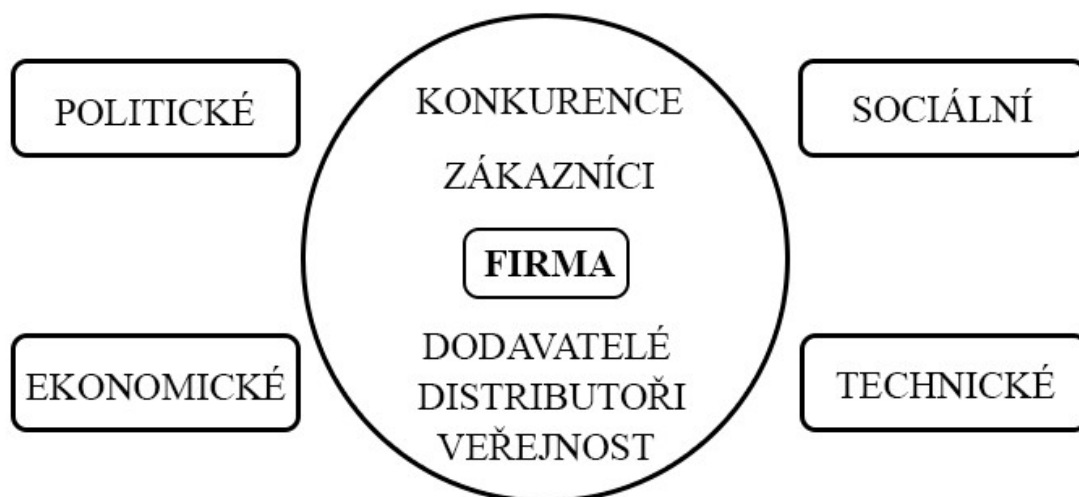 POLITICKÉ
KONKURENCE
SOCIÁLNÍ
ZÁKAZNÍCI
FIRMA
EKONOMICKÉ
DODAVATELÉ
DISTRIBUTOŘI
VEŘEJNOST
TECHNICKÉ